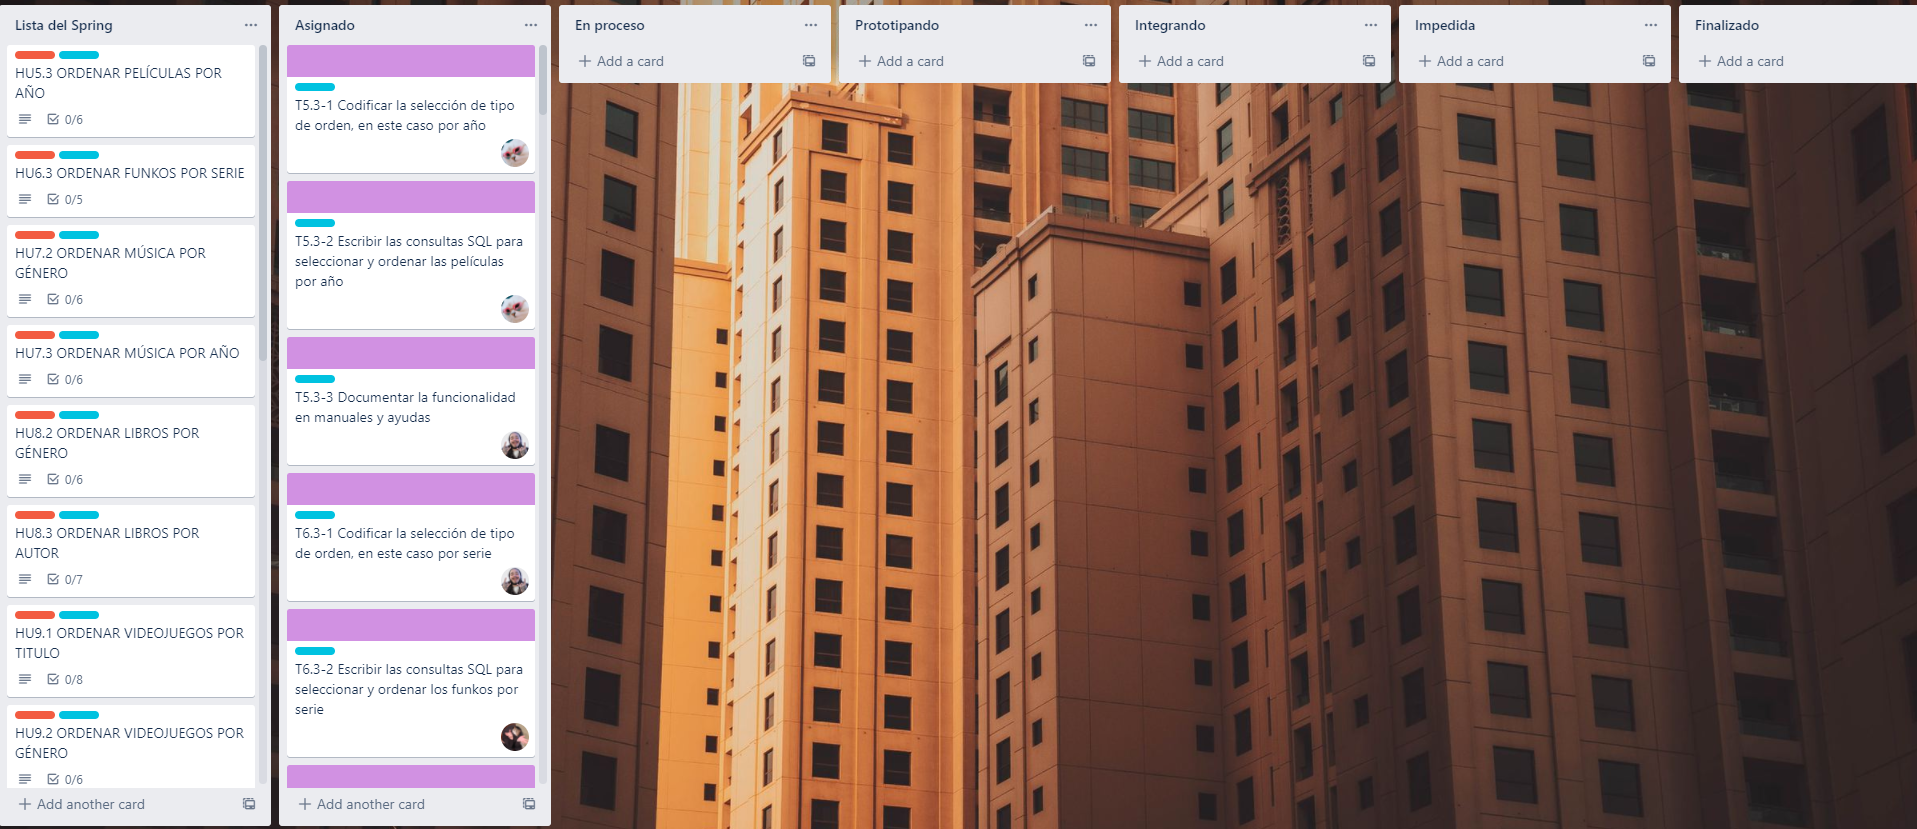 Lista del Spring
HU5.3 ORDENAR PELÍCULAS POR
AÑO
0/6
HU6.3 ORDENAR FUNKOS POR SERIE
0/5
HU7.2 ORDENAR MÚSICA POR
GÉNERO
0/6
HU7.3 ORDENAR MÚSICA POR AÑO
0/6
HU8.2 ORDENAR LIBROS POR
GÉNERO
0/6
HU8.3 ORDENAR LIBROS POR
AUTOR
0/7
HU9.1 ORDENAR VIDEOJUEGOS POR
TITULO
0/8
HU9.2 ORDENAR VIDEOJUEGOS POR
GÉNERO
0/6
Add another card
Asignado
T5.3-1 Codificar la selección de tipo
de orden, en este caso por año
T5.3-2 Escribir las consultas SQL para
seleccionar y ordenar las películas
por año
T5.3-3 Documentar la funcionalidad
en manuales y ayudas
T6.3-1 Codificar la selección de tipo
de orden, en este caso por serie
T6.3-2 Escribir las consultas SQL para
seleccionar y ordenar los funkos por
serie
Add another card
En proceso
Add a card
Prototipando
Add a card
Integrando
Add a card
Impedida
Add a card
Finalizado
Add a card